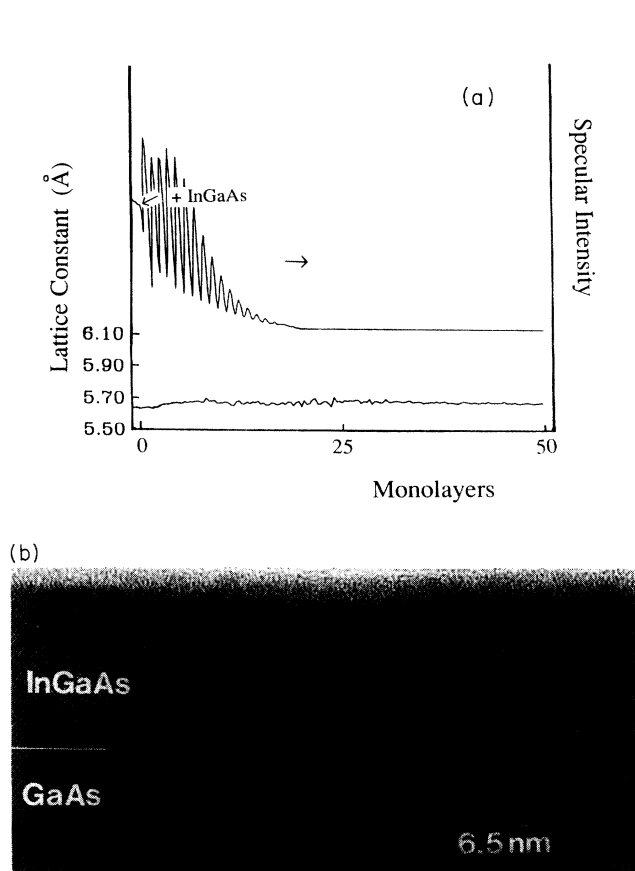 (a)
Specular Intensity
Lattice Constant (Å)
+ InGaAs
→
6.10
5.90
5.70
5.50
0
25
50
Monolayers
(b)
InGaAs
GaAs
6.5 nm